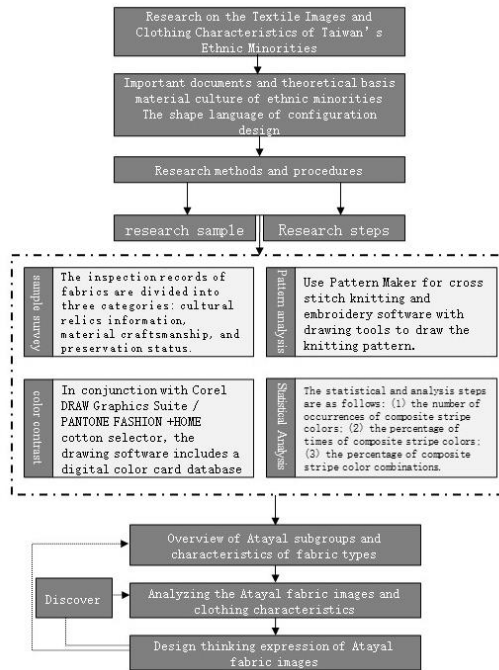 Research on the Textile Images and
Clothing Characteristics of Taiwan's
Ethnic Minorities
Important documents and theoretical basis
material culture of ethnic minorities
The shape language of configuration
design
Research methods and procedures
research sample
Research steps
sample survey
The inspection records of
fabrics are divided into
three categories: cultural
relics information,
material craftsmanship, and
preservation status.
Pattern analysis
Use Pattern Maker for cross
stitch knitting and
embroidery software with
drawing tools to draw the
knitting pattern.
color contrast
In conjunction with Corel
DRAW Graphics Suite /
PANTONE FASHION +HOME
cotton selector, the
drawing software includes a
digital color card database
Statistical Analysis
The statistical and analysis steps
are as follows: (1) the number of
occurrences of composite stripe
colors; (2) the percentage of
times of composite stripe colors;
(3) the percentage of composite
stripe color combinations.
Overview of Atayal subgroups and
characteristics of fabric types
Discover
Analyzing the Atayal fabric images and
clothing characteristics
Design thinking expression of Atayal
fabric images